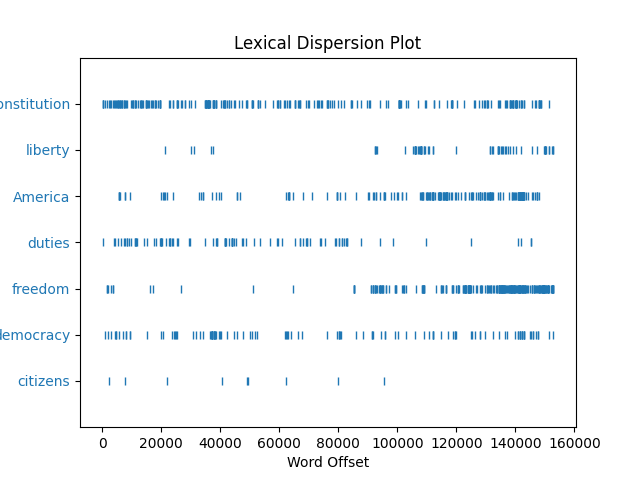 Lexical Dispersion Plot
onstitution
liberty
America
duties
freedom
democracy
citizens
0 20000 40000 60000 80000 100000 120000 140000 160000
Word Offset